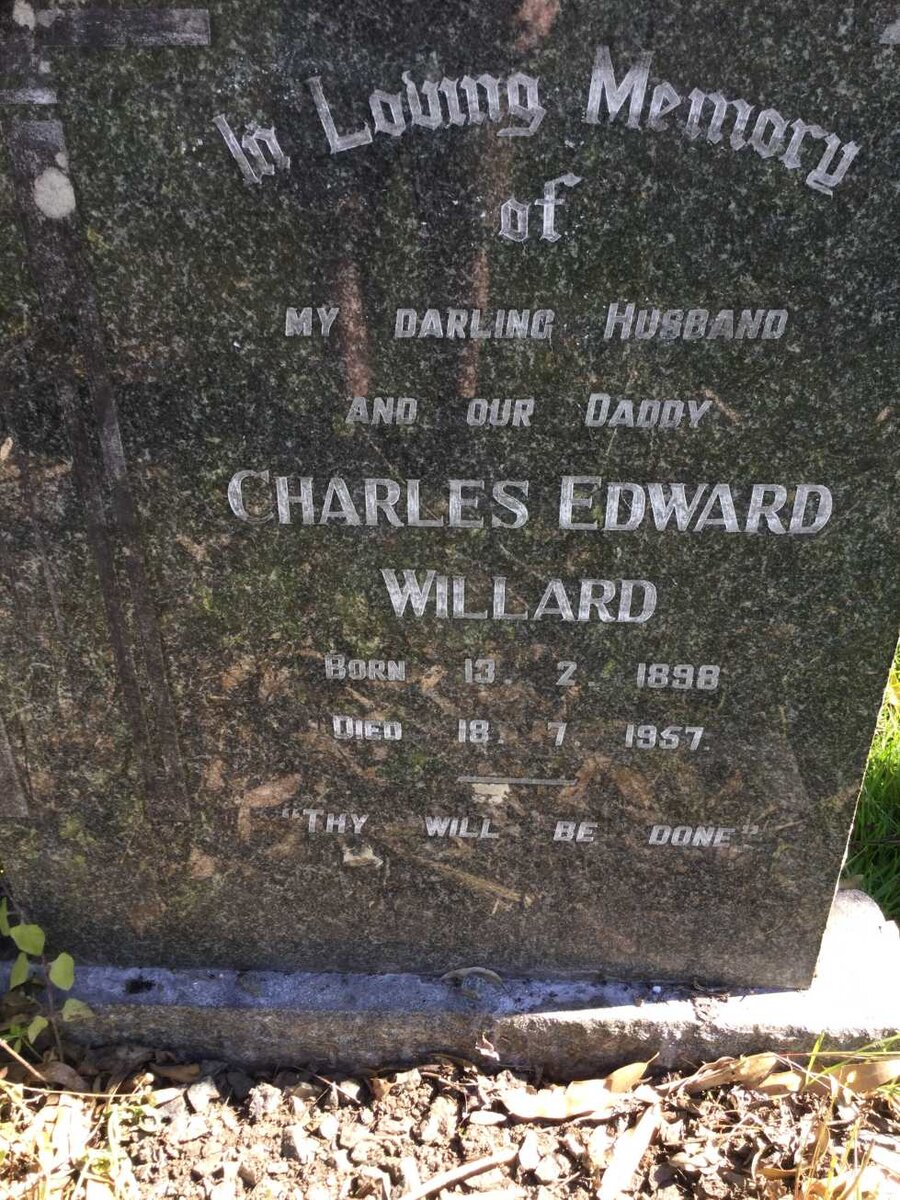 In Loving Memory
of
MY DARLING HUSBAND
AND OUR DADDY
CHARLES EDWARD
WILLARD
BORN 13. 2. 1898
DIED 18. 7. 1957.
"THY WILL BE DONE"